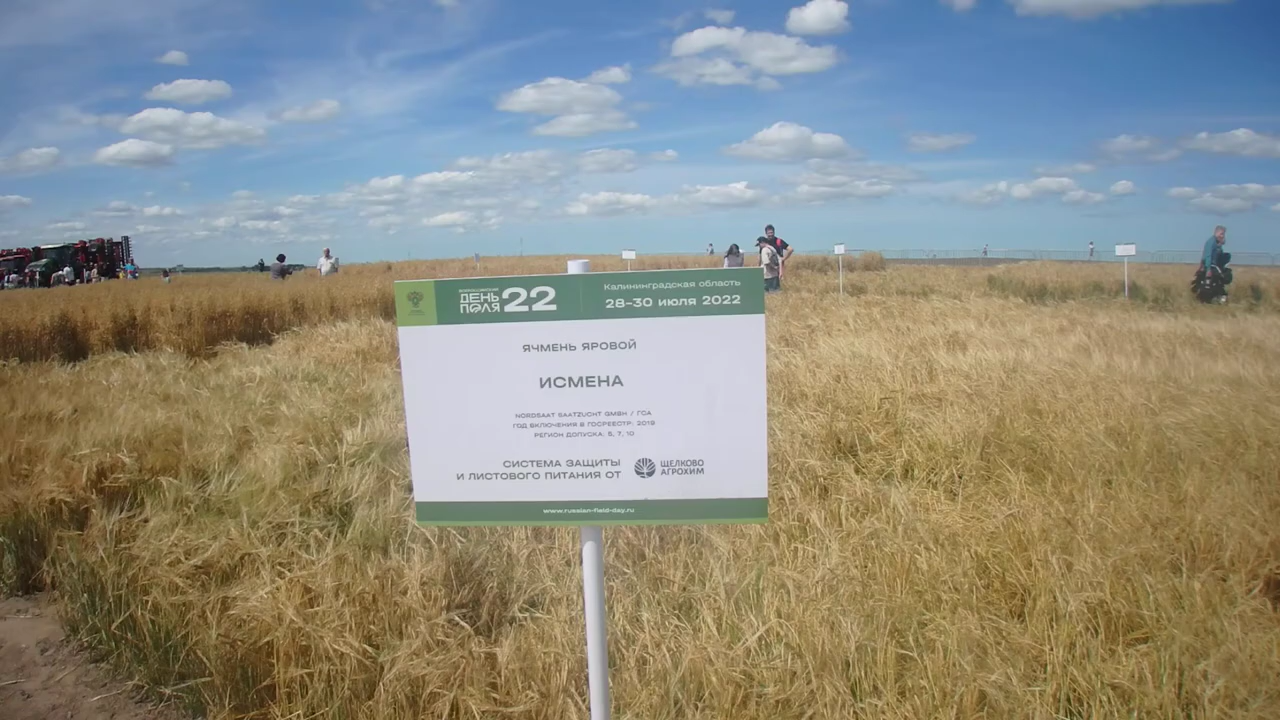 ВСЕРОССИЙСКИЙ
ДЕНЬ
ПОЛЯ 22
Калининградская область
28-30 июля 2022
ЯЧМЕНЬ ЯРОВОЙ
ИСМЕНА
NORDSAAT SAATZUCHT GMBH / ГСА
ГОД ВКЛЮЧЕНИЯ В ГОСРЕЕСТР: 2019
РЕГИОН ДОПУСКА: 5, 7, 10
СИСТЕМА ЗАЩИТЫ
И ЛИСТОВОГО ПИТАНИЯ ОТ
ЩЕЛКОВО
АГРОХИМ
www.russian-field-day.ru